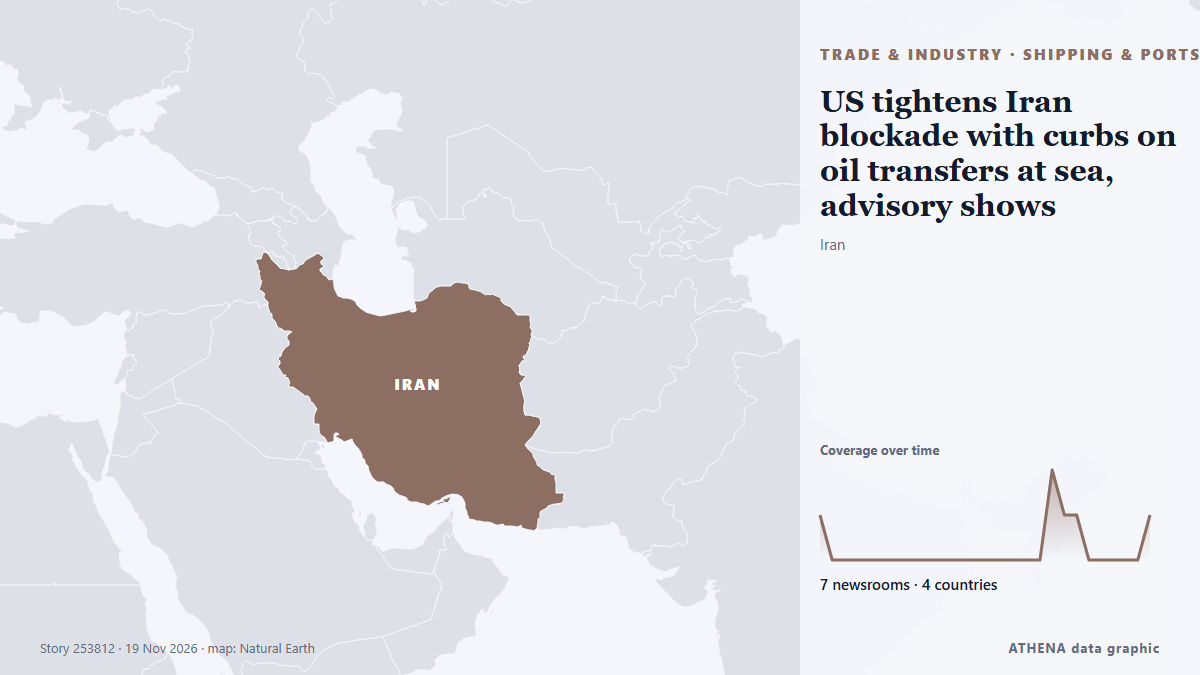 TRADE & INDUSTRY · SHIPPING & PORTS
US tightens Iran
blockade with curbs on
oil transfers at sea,
advisory shows
Iran
IRAN
Coverage over time
7 newsrooms · 4 countries
Story 253812 · 19 Nov 2026 · map: Natural Earth
ATHENA data graphic